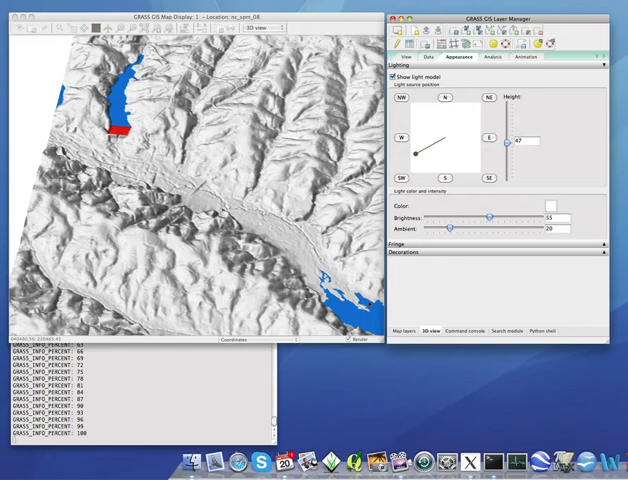 GRASS GIS Map Display: 1 - Location: nc_spm_08
3D view
GRASS GIS Layer Manager
View
Data
Appearance
Analysis
Animation
Lighting
Show light model
Light source position
NW
N
NE
Height:
W
E
47
SW
S
SE
Light color and intensity
Color:
Brightness:
55
Ambient:
20
Fringe
Decorations
Map layers
3D view
Command console
Search module
Python shell
Coordinates
Render
GRASS_INFO_PERCENT: 63
GRASS_INFO_PERCENT: 66
GRASS_INFO_PERCENT: 69
GRASS_INFO_PERCENT: 72
GRASS_INFO_PERCENT: 75
GRASS_INFO_PERCENT: 78
GRASS_INFO_PERCENT: 81
GRASS_INFO_PERCENT: 84
GRASS_INFO_PERCENT: 87
GRASS_INFO_PERCENT: 90
GRASS_INFO_PERCENT: 93
GRASS_INFO_PERCENT: 96
GRASS_INFO_PERCENT: 99
GRASS_INFO_PERCENT: 100
20